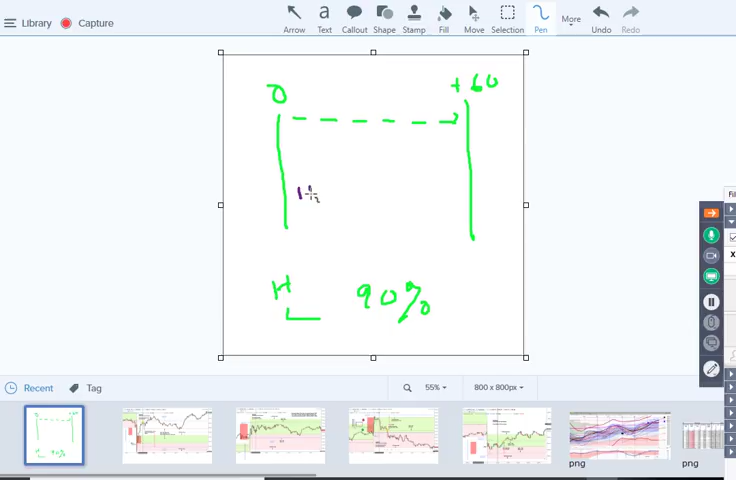 Library
Capture
Arrow
Text
Callout
Shape
Stamp
Fill
Move
Selection
Pen
More
Undo
Redo
0 +60
H
L 90%
Fil
X
Recent
Tag
55%
800 x 800px
png
png